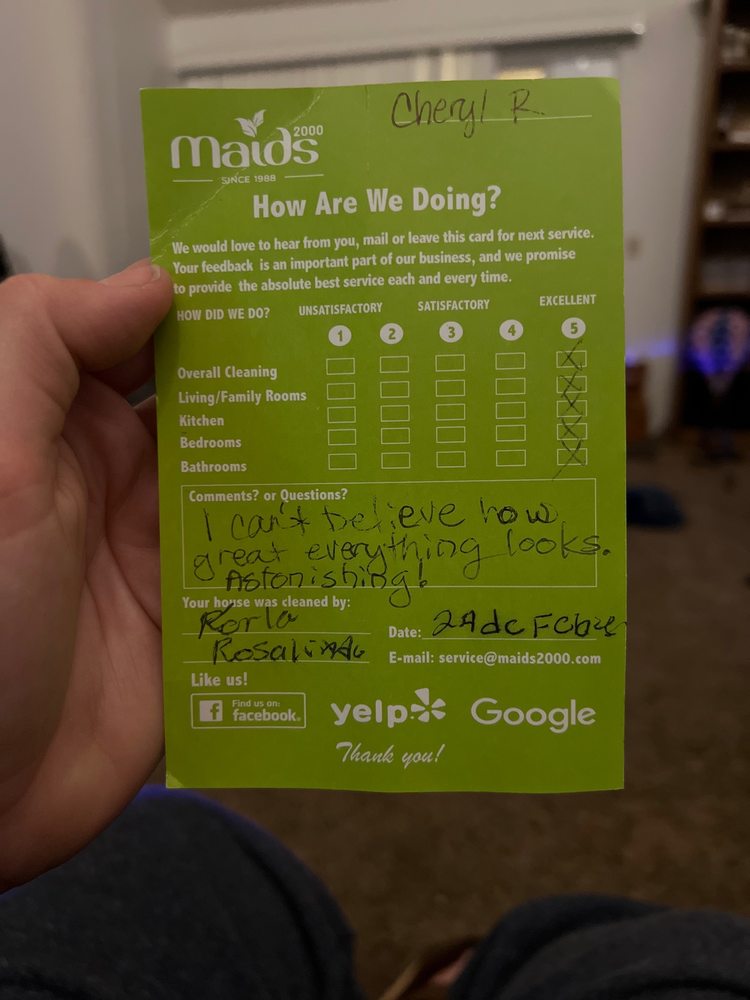 Cheryl R.
maids 2000
SINCE 1988
How Are We Doing?
We would love to hear from you, mail or leave this card for next service.
Your feedback is an important part of our business, and we promise
to provide the absolute best service each and every time.
HOW DID WE DO? UNSATISFACTORY SATISFACTORY EXCELLENT
1 2 3 4 5
Overall Cleaning
Living/Family Rooms
Kitchen
Bedrooms
Bathrooms
Comments? or Questions?
I can't believe how
great everything looks.
Astonishing!
Your house was cleaned by:
Karla
Date:
E-mail: service@maids2000.com
Like us!
f Find us on:
facebook.
yelp
Google
Thank you!